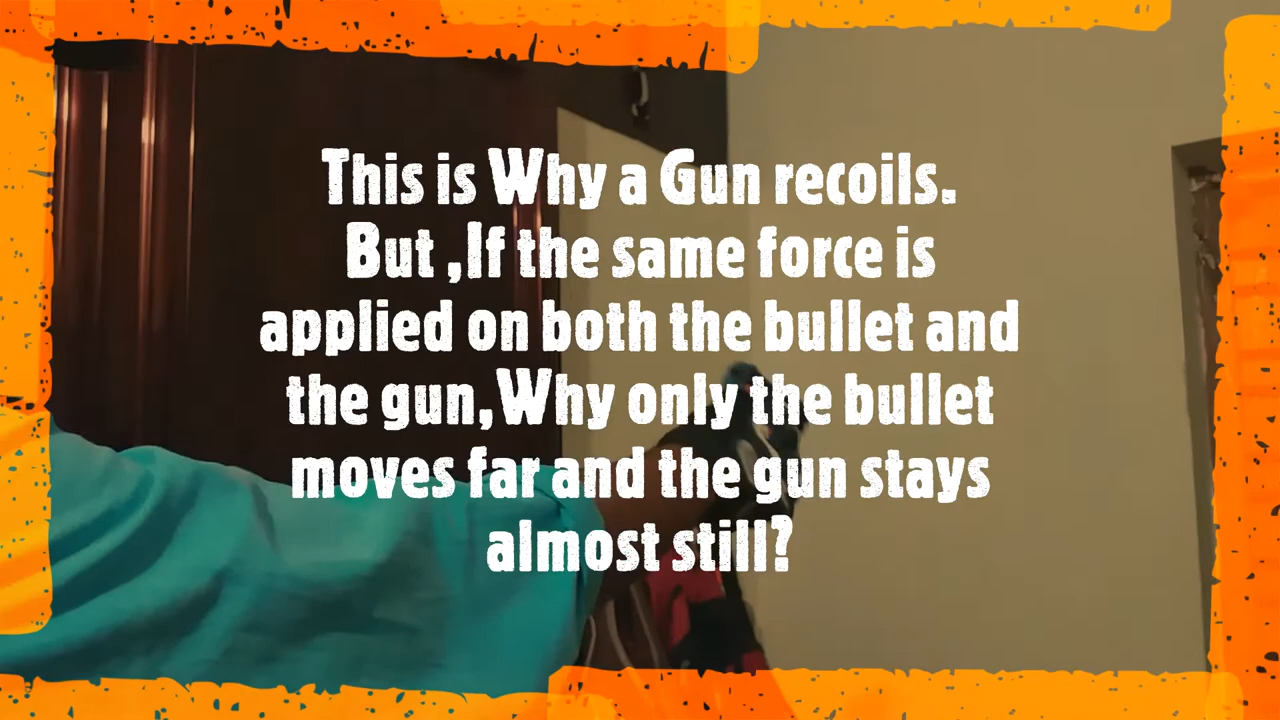 This is Why a Gun recoils.
But ,If the same force is
applied on both the bullet and
the gun,Why only the bullet
moves far and the gun stays
almost still?